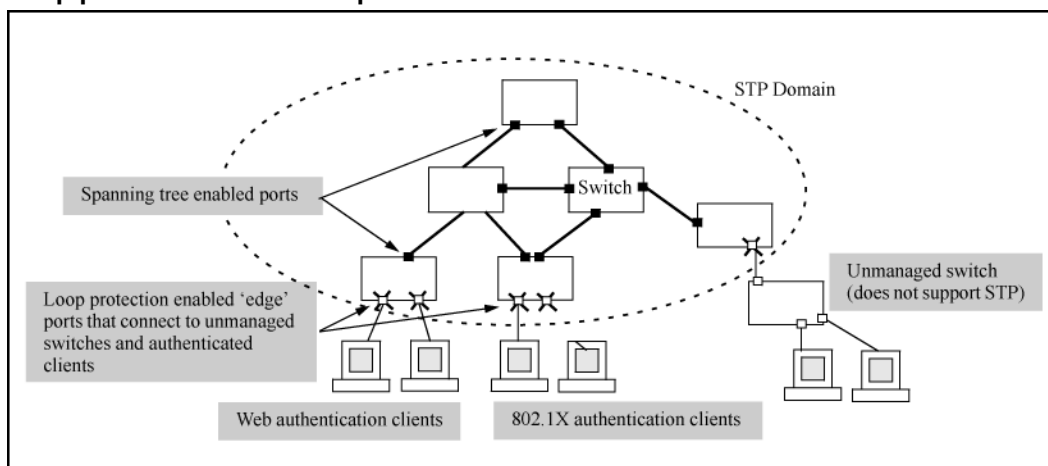 STP Domain
Spanning tree enabled ports
Switch
Unmanaged switch
(does not support STP)
Loop protection enabled ‘edge’
ports that connect to unmanaged
switches and authenticated
clients
Web authentication clients
802.1X authentication clients